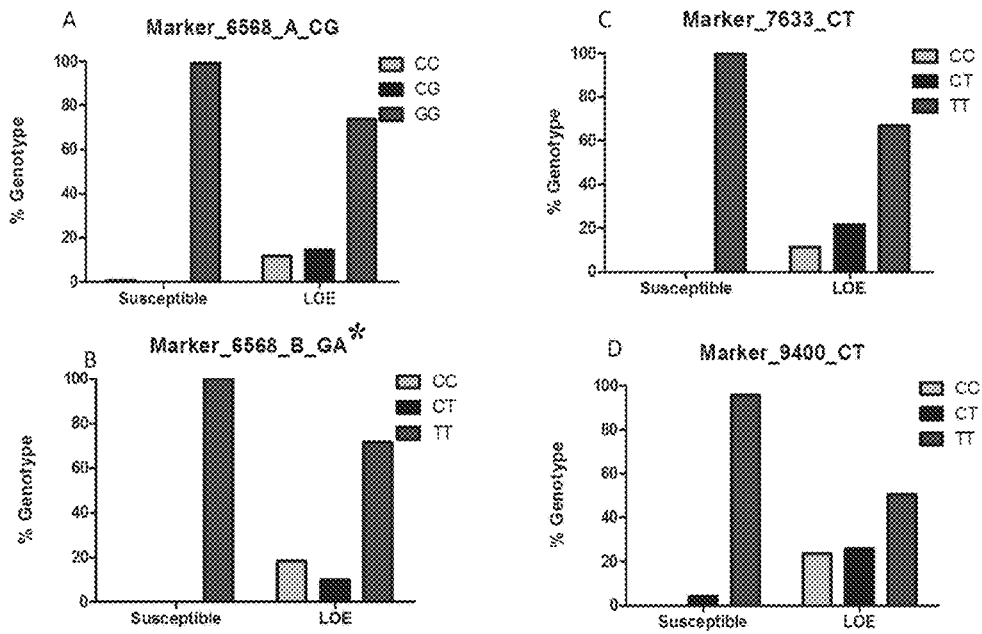 A
Marker_6568_A_CG
% Genotype
100
80
60
40
20
0
Susceptible
LOE
CC
CG
GG
C
Marker_7633_CT
% Genotype
100
80
60
40
20
0
Susceptible
LOE
CC
CT
TT
B
Marker_6568_B_GA*
% Genotype
100
80
60
40
20
0
Susceptible
LOE
CC
CT
TT
D
Marker_9400_CT
% Genotype
100
80
60
40
20
0
Susceptible
LOE
CC
CT
TT